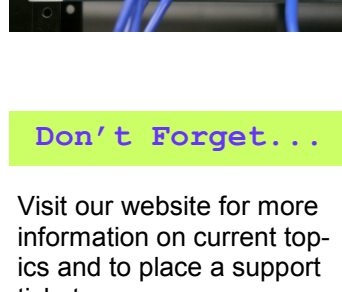 Don't Forget...
Visit our website for more
information on current top-
ics and to place a support